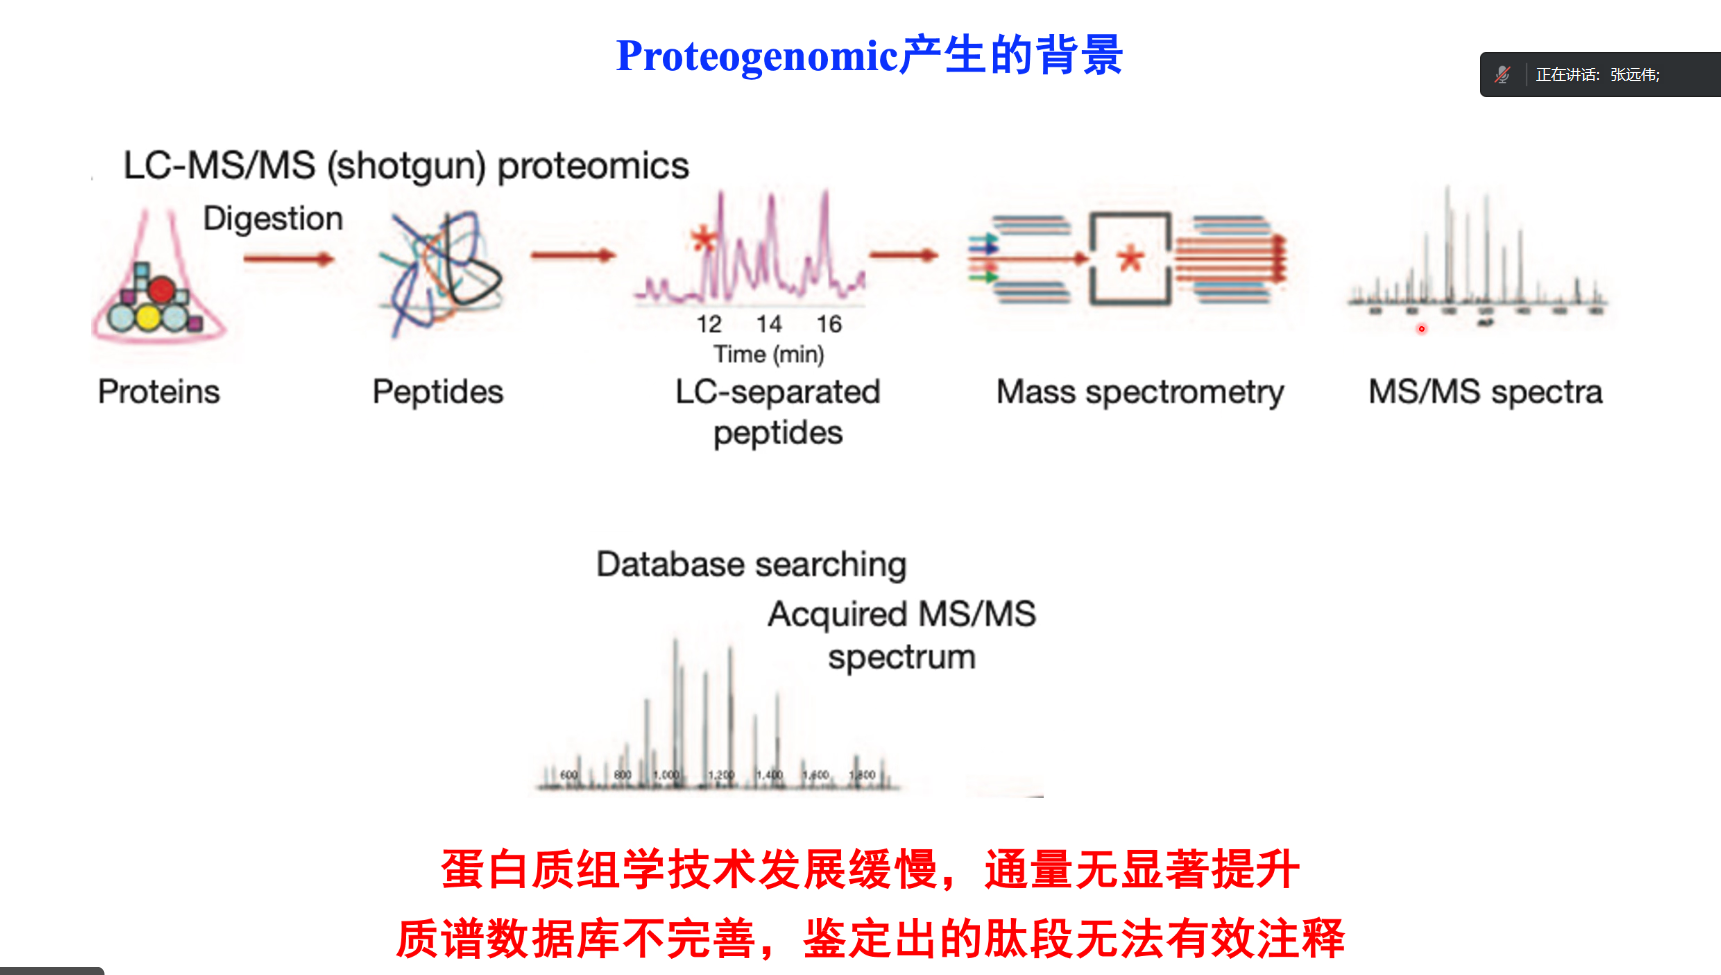 Proteogenomic产生的背景
正在讲话: 张远伟;
LC-MS/MS (shotgun) proteomics
Digestion
12 14 16
Time (min)
Proteins
Peptides
LC-separated
peptides
Mass spectrometry
MS/MS spectra
Database searching
Acquired MS/MS
spectrum
600 800 1,000 1,200 1,400 1,600 1,800
蛋白质组学技术发展缓慢，通量无显著提升
质谱数据库不完善，鉴定出的肽段无法有效注释